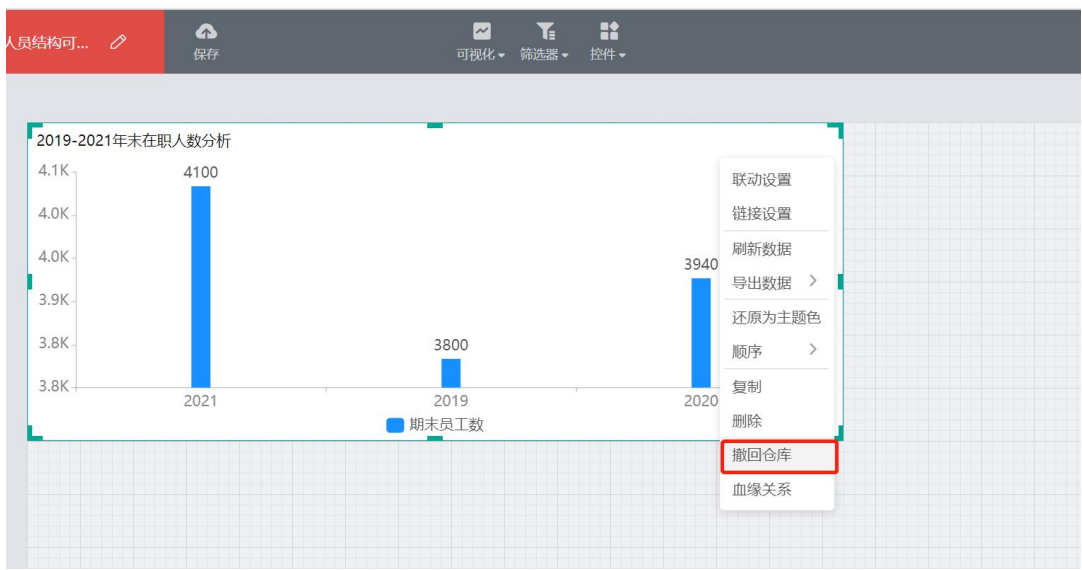 人员结构可...
保存
可视化
筛选器
控件
2019-2021年末在职人数分析
4.1K
4.0K
4.0K
3.9K
3.8K
3.8K
4100
3800
3940
2021
2019
2020
期末员工数
联动设置
链接设置
刷新数据
导出数据
还原为主题色
顺序
复制
删除
撤回仓库
血缘关系